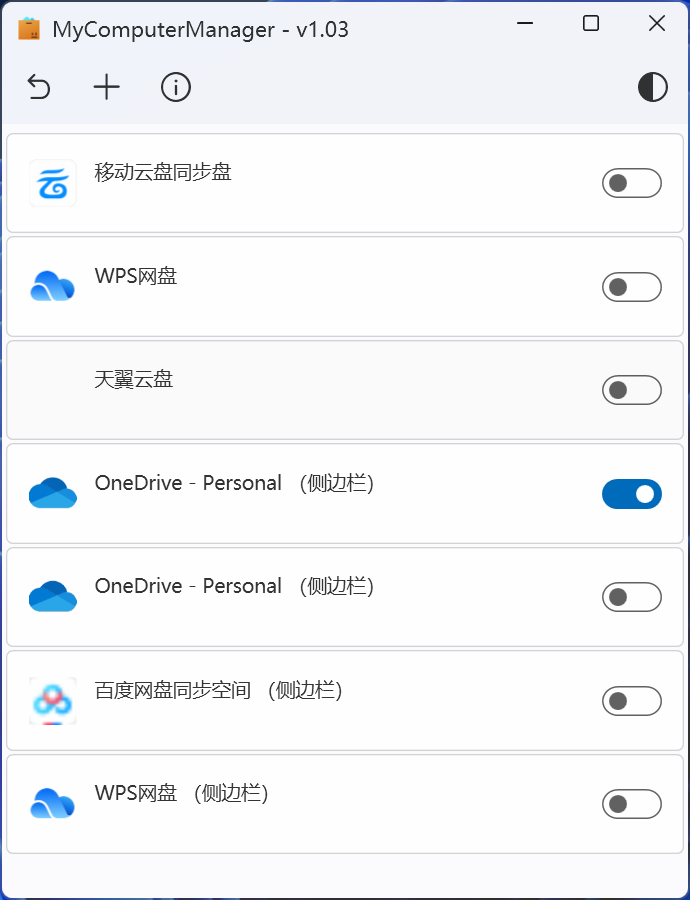 MyComputerManager - v1.03
移动云盘同步盘
WPS网盘
天翼云盘
OneDrive - Personal （侧边栏）
OneDrive - Personal （侧边栏）
百度网盘同步空间 （侧边栏）
WPS网盘 （侧边栏）